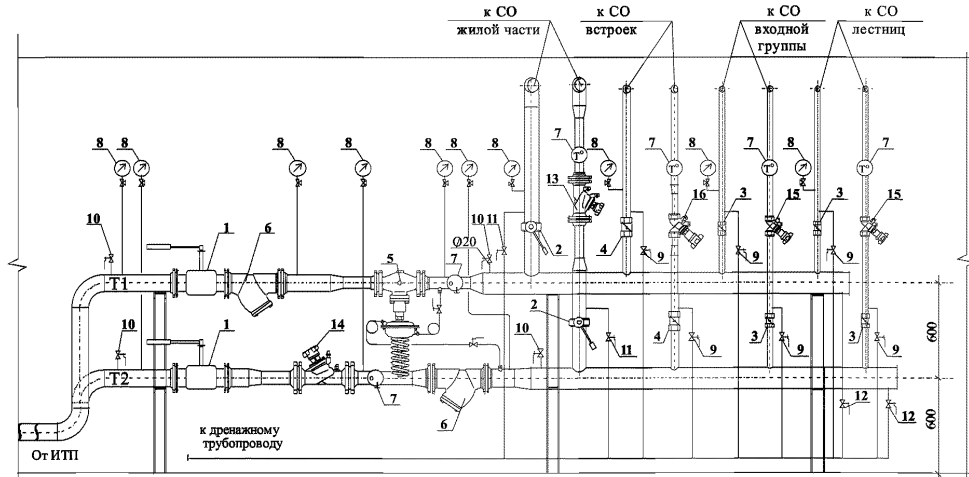 к СО
жилой части
к СО
встроек
к СО
входной
группы
к СО
лестниц
8 8 8 8 8 8 8 7 8 7 8 7 8 7
13 16 3 15 3 15
10 1 6 5 7 Ø20 10 11 2 4 9 9 9
T1
10 1 14 2 10 11 4 9 3 9 3 9
T2
7 6 12 12
600
600
к дренажному
трубопроводу
От ИТП
T° T° T° T°